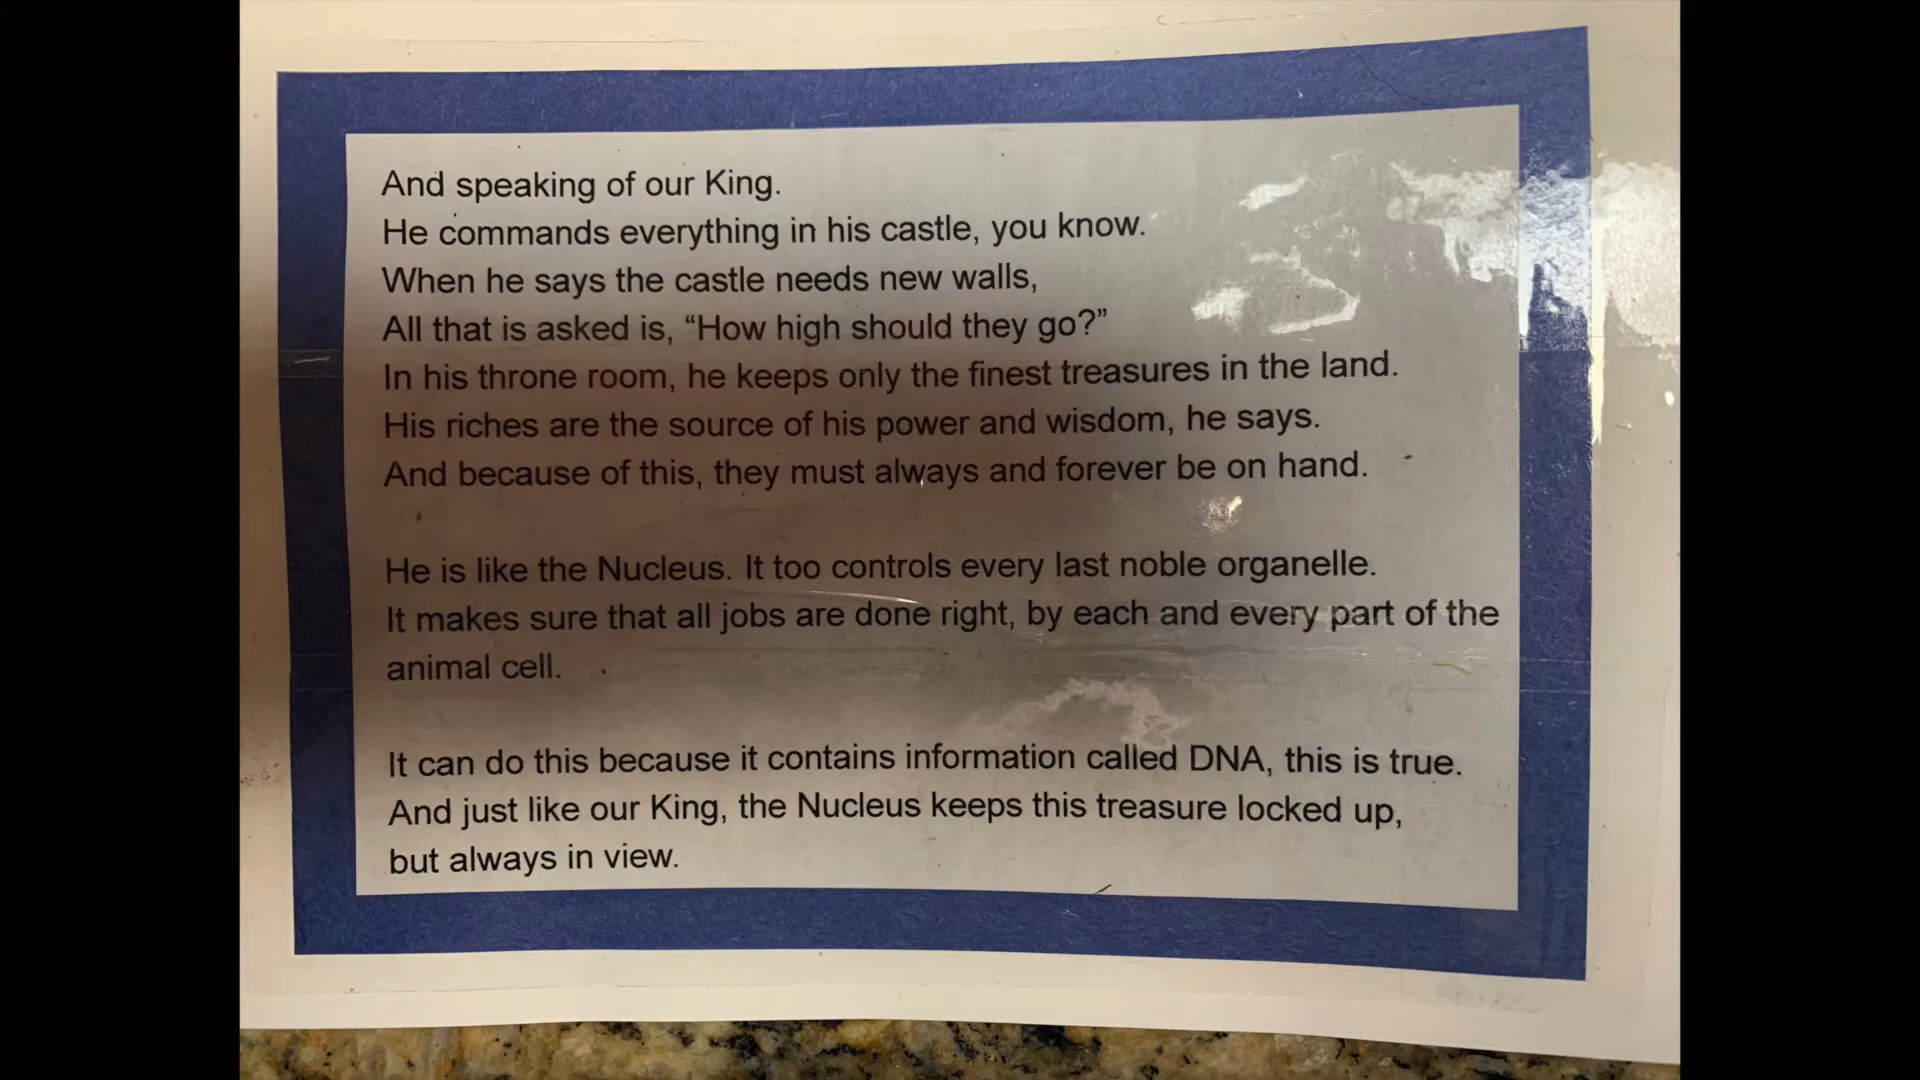 And speaking of our King.
He commands everything in his castle, you know.
When he says the castle needs new walls,
All that is asked is, “How high should they go?”
In his throne room, he keeps only the finest treasures in the land.
His riches are the source of his power and wisdom, he says.
And because of this, they must always and forever be on hand.
He is like the Nucleus. It too controls every last noble organelle.
It makes sure that all jobs are done right, by each and every part of the
animal cell.
It can do this because it contains information called DNA, this is true.
And just like our King, the Nucleus keeps this treasure locked up,
but always in view.